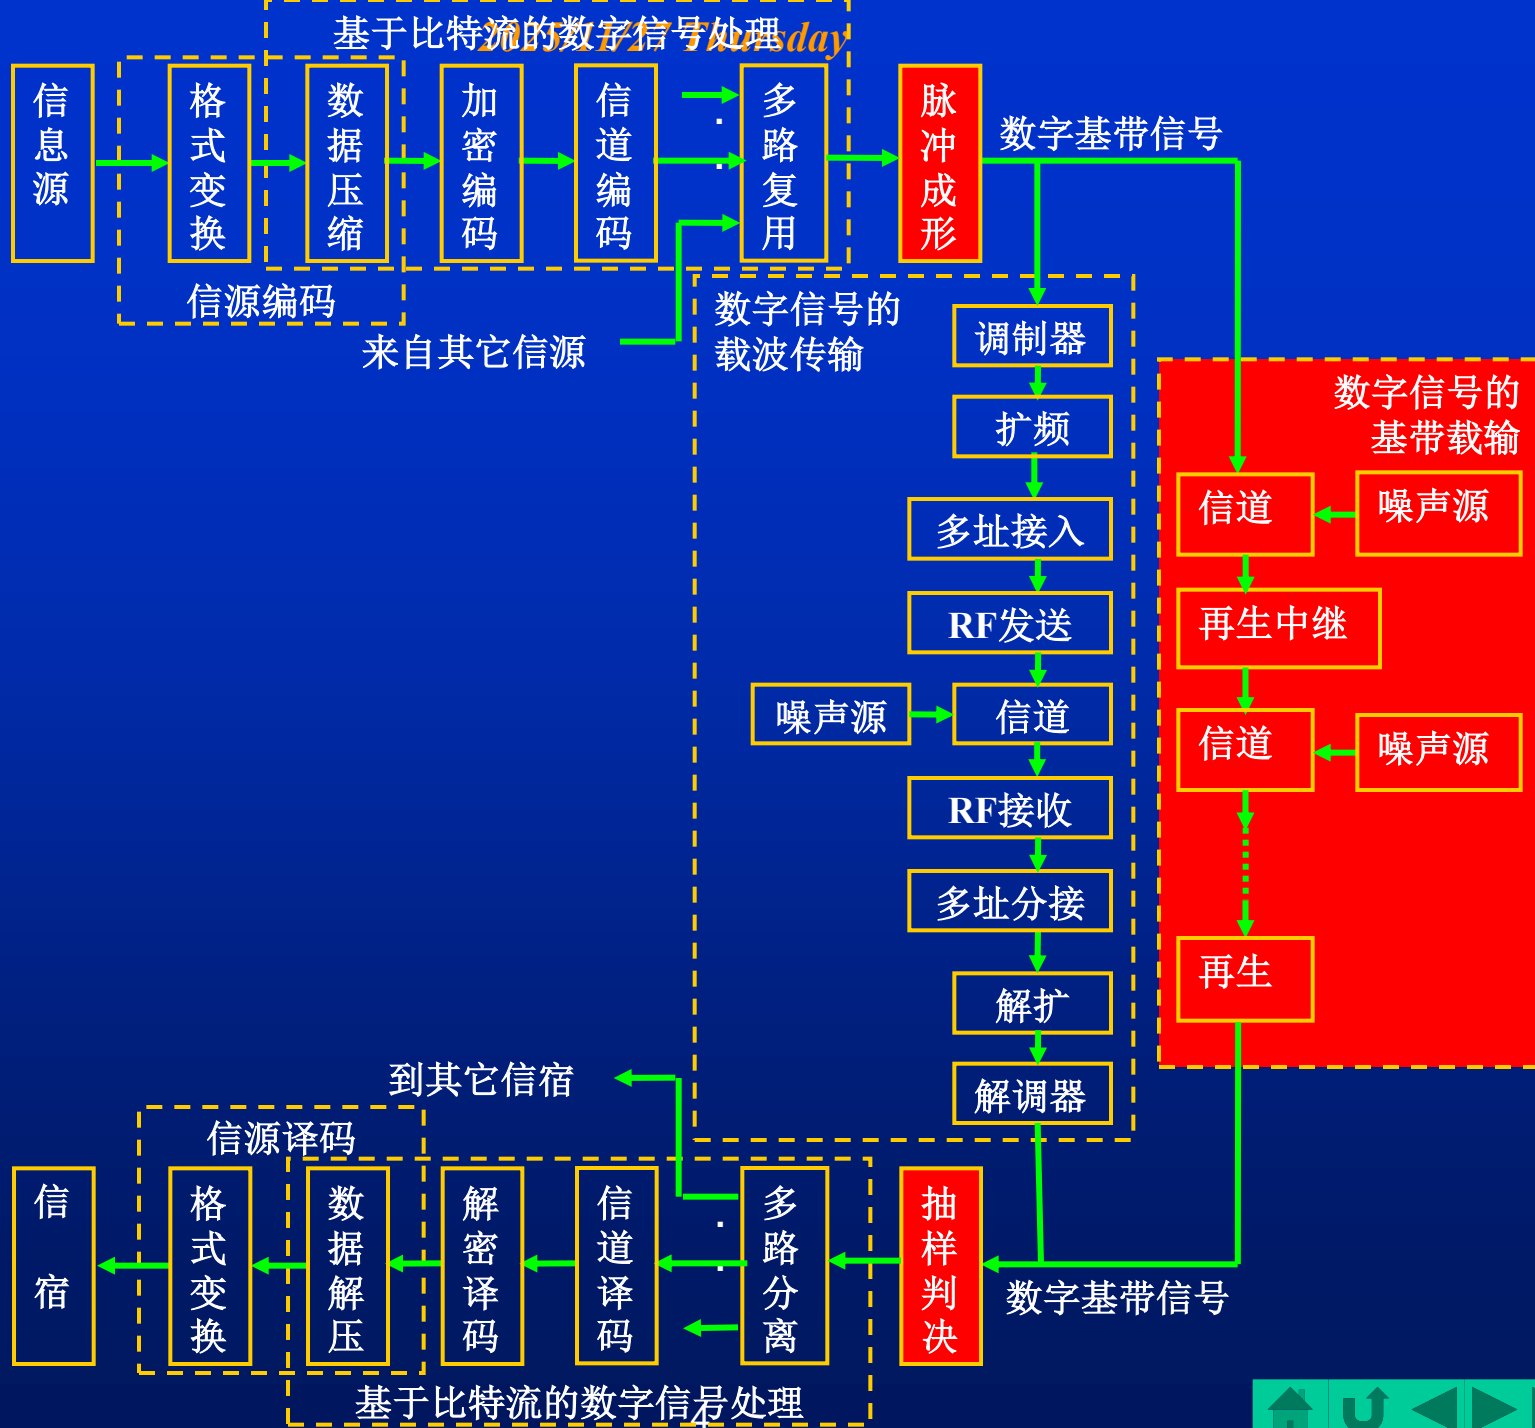 基于比特流的数字信号处理
2025/11/27 Thursday
信息源
格式变换
数据压缩
加密编码
信道编码
多路复用
脉冲成形
数字基带信号
信源编码
来自其它信源
数字信号的
载波传输
调制器
扩频
多址接入
RF发送
噪声源
信道
RF接收
多址分接
解扩
解调器
数字信号的
基带载输
信道
噪声源
再生中继
信道
噪声源
再生
到其它信宿
信源译码
信宿
格式变换
数据解压
解密译码
信道译码
多路分离
抽样判决
数字基带信号
基于比特流的数字信号处理
4